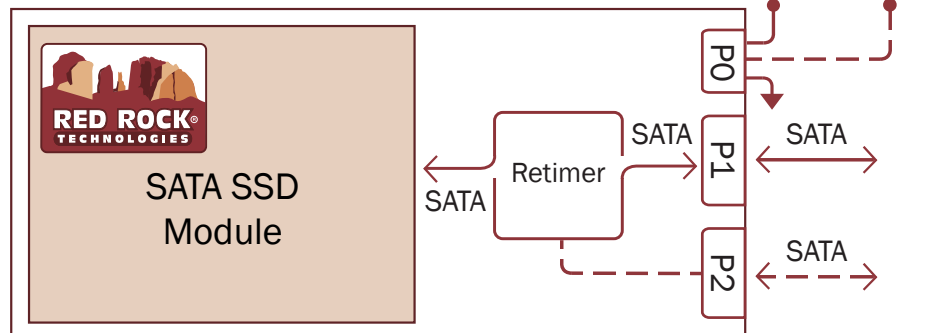 RED ROCK®
TECHNOLOGIES
SATA SSD
Module
SATA
Retimer
SATA
P0
P1
P2
SATA
SATA